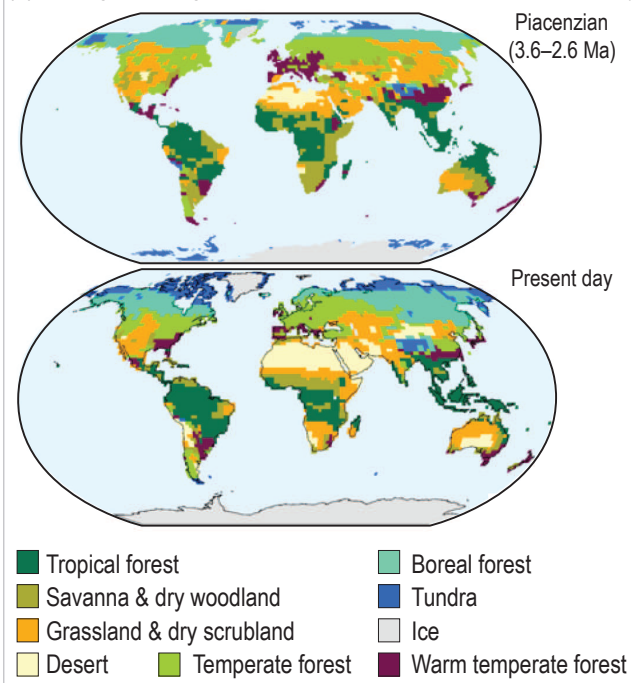 Piacenzian
(3.6–2.6 Ma)
Present day
Tropical forest
Boreal forest
Savanna & dry woodland
Tundra
Grassland & dry scrubland
Ice
Desert
Temperate forest
Warm temperate forest